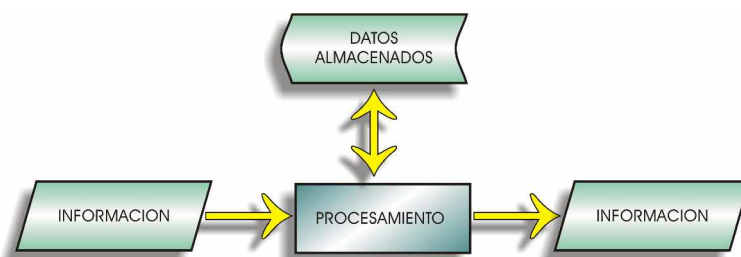 DATOS
ALMACENADOS
INFORMACION
PROCESAMIENTO
INFORMACION